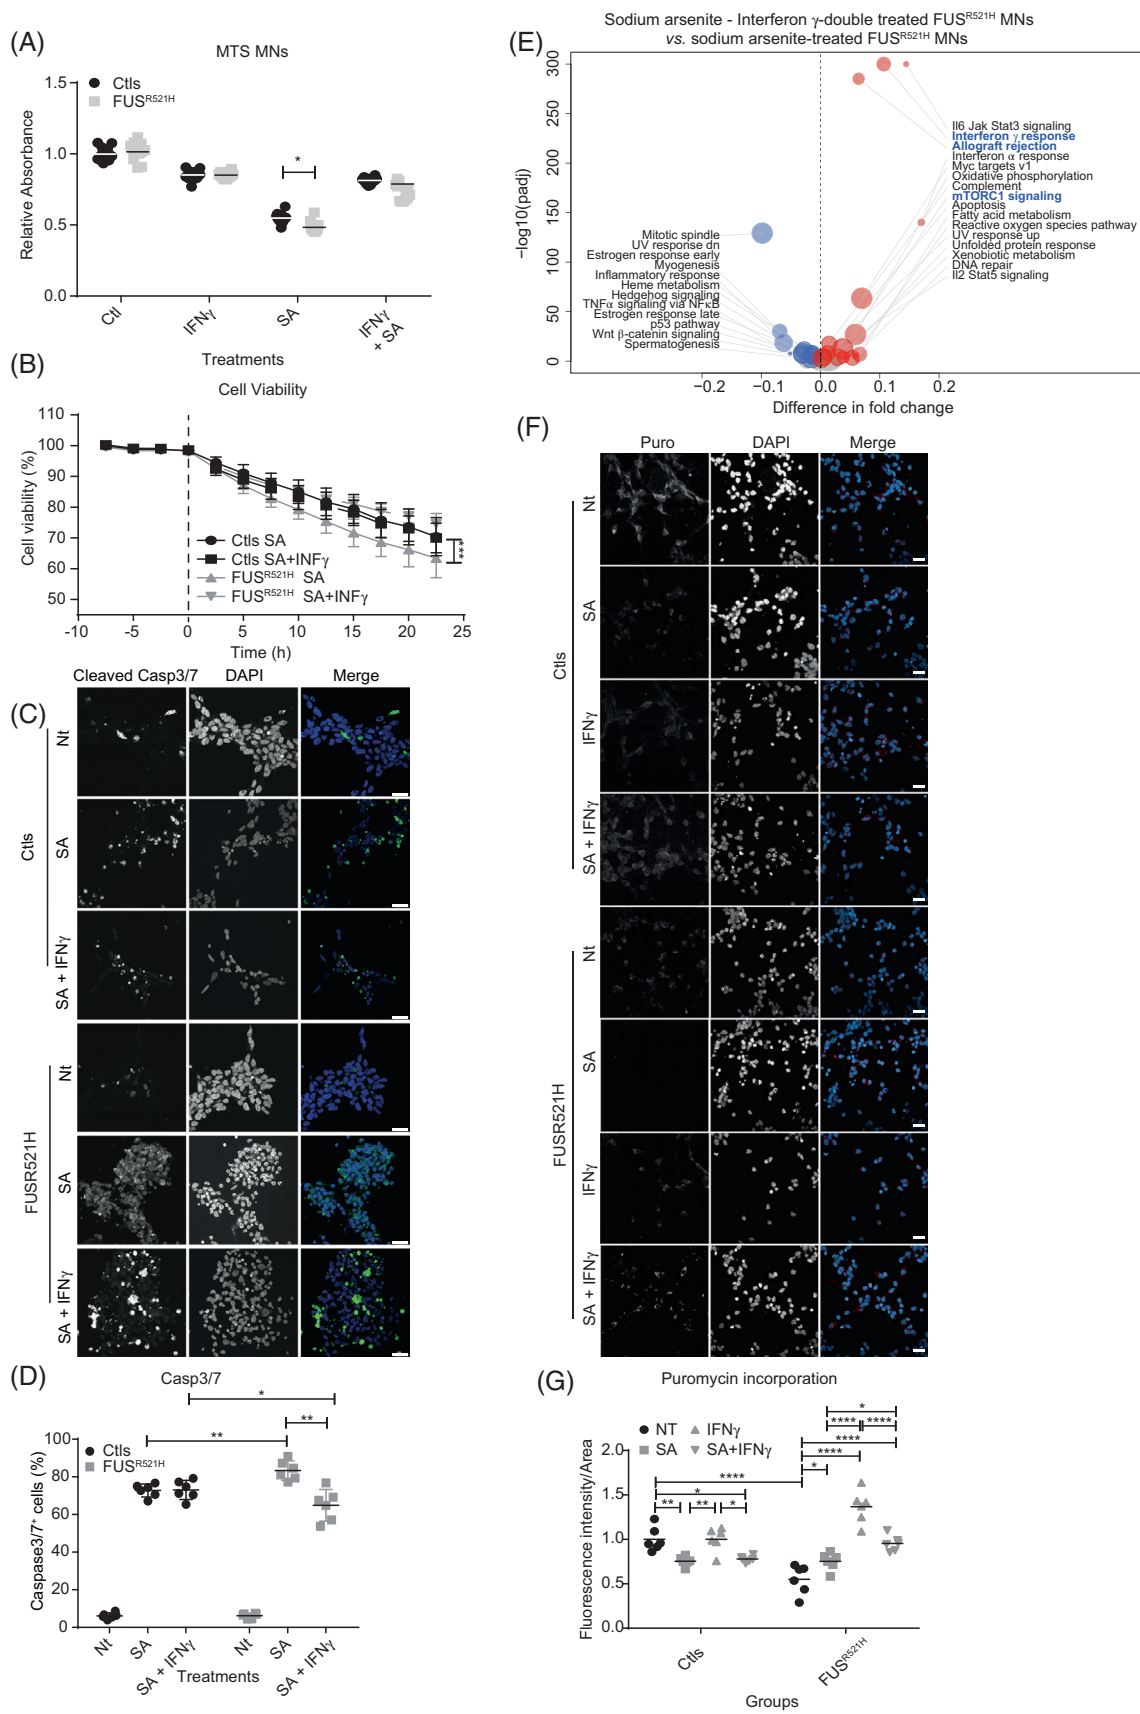 (A)
MTS MNs
Ctls
FUSR521H
Relative Absorbance
1.5
1.0
0.5
0.0
*
Ctl
IFNγ
SA
IFNγ
+ SA
Treatments
(B)
Cell Viability
Cell viability (%)
110
100
90
80
70
60
50
Ctls SA
Ctls SA+INFγ
FUSR521H SA
FUSR521H SA+INFγ
***
-10
-5
0
5
10
15
20
25
Time (h)
(C)
Cleaved Casp3/7
DAPI
Merge
Ctls
Nt
SA
SA + IFNγ
FUSR521H
Nt
SA
SA + IFNγ
(D)
Casp3/7
Ctls
FUSR521H
Caspase3/7+ cells (%)
100
80
60
40
20
0
*
**
**
Nt
SA
SA + IFNγ
Nt
SA
SA + IFNγ
Treatments
(E)
Sodium arsenite - Interferon γ-double treated FUSR521H MNs
vs. sodium arsenite-treated FUSR521H MNs
−log10(padj)
300
250
200
150
100
50
0
Mitotic spindle
UV response dn
Estrogen response early
Myogenesis
Inflammatory response
Heme metabolism
Hedgehog signaling
TNFα signaling via NFκB
Estrogen response late
p53 pathway
Wnt β-catenin signaling
Spermatogenesis
Il6 Jak Stat3 signaling
Interferon γ response
Allograft rejection
Interferon α response
Myc targets v1
Oxidative phosphorylation
Complement
mTORC1 signaling
Apoptosis
Fatty acid metabolism
Reactive oxygen species pathway
UV response up
Unfolded protein response
Xenobiotic metabolism
DNA repair
Il2 Stat5 signaling
−0.2
−0.1
0.0
0.1
0.2
Difference in fold change
(F)
Puro
DAPI
Merge
Ctls
Nt
SA
IFNγ
SA + IFNγ
FUSR521H
Nt
SA
IFNγ
SA + IFNγ
(G)
Puromycin incorporation
NT
IFNγ
SA
SA+IFNγ
Fluorescence intensity/Area
2.0
1.5
1.0
0.5
0.0
****
*
**
**
*
*
****
****
****
****
*
Ctls
FUSR521H
Groups